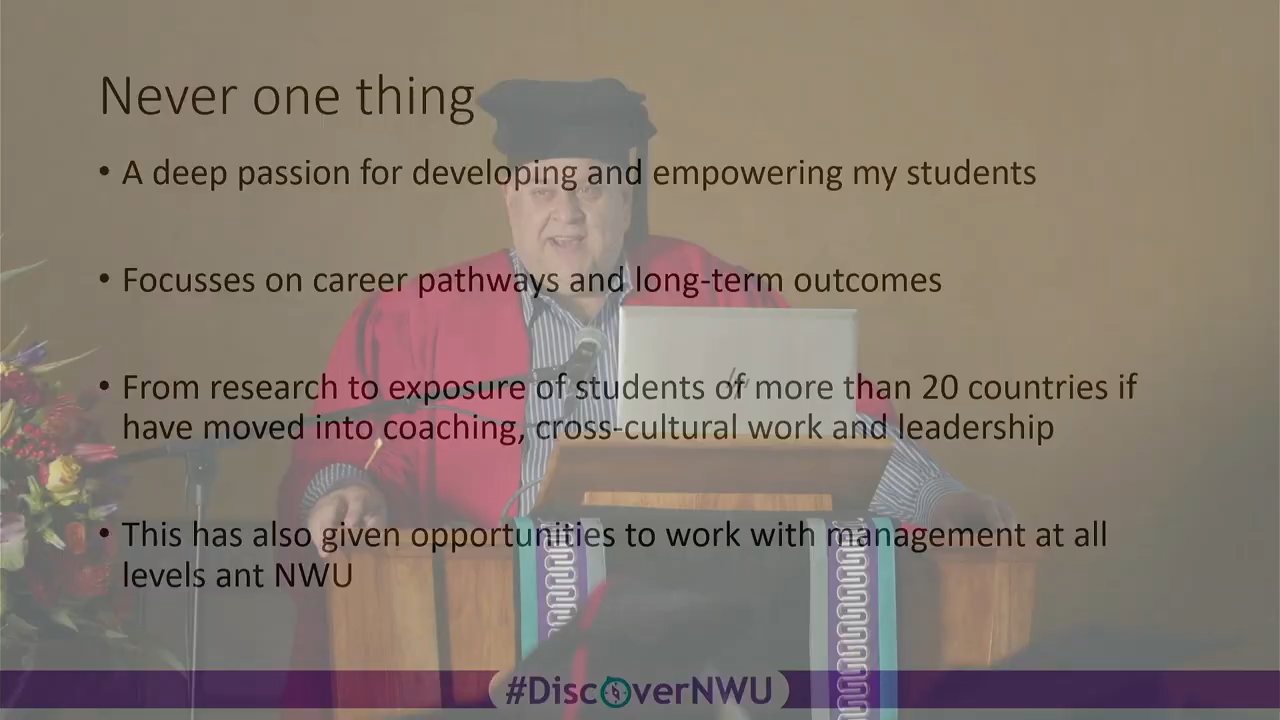 Never one thing
• A deep passion for developing and empowering my students
• Focusses on career pathways and long-term outcomes
• From research to exposure of students of more than 20 countries if
have moved into coaching, cross-cultural work and leadership
• This has also given opportunities to work with management at all
levels ant NWU
hp
#DiscoverNWU